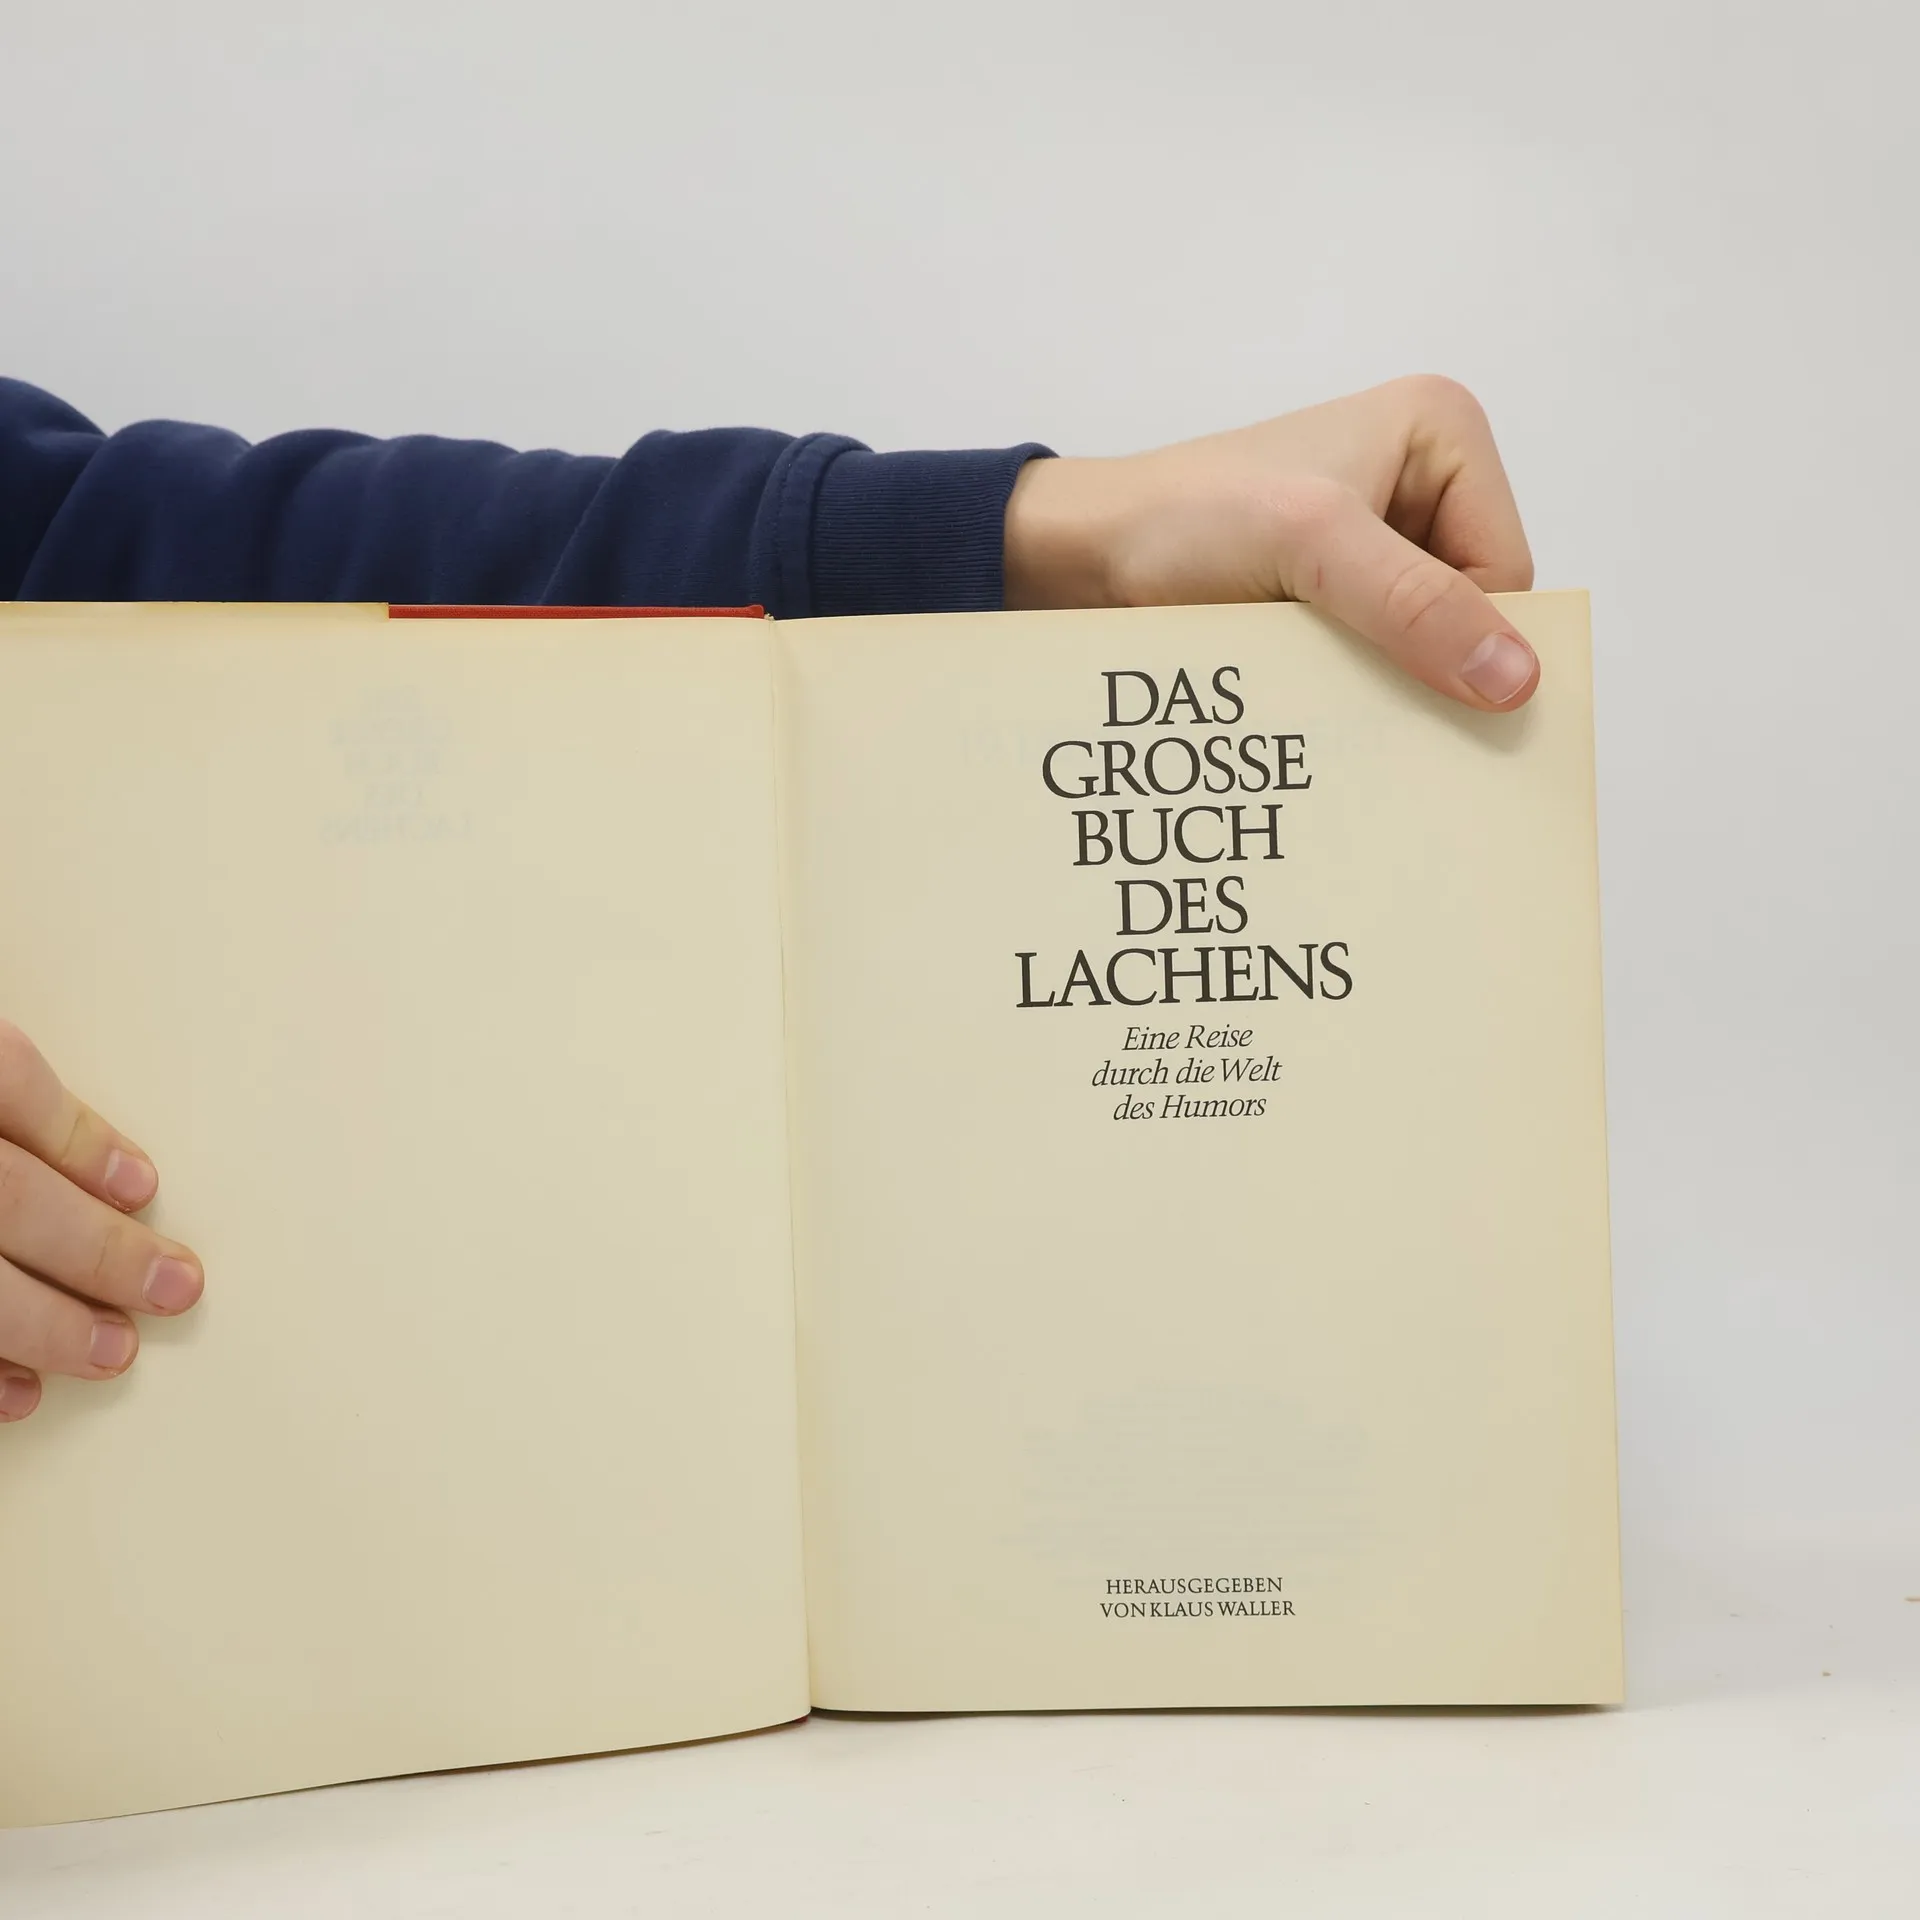 DAS
GROSSE
BUCH
DES
LACHENS
Eine Reise
durch die Welt
des Humors
HERAUSGEGEBEN
VON KLAUS WALLER